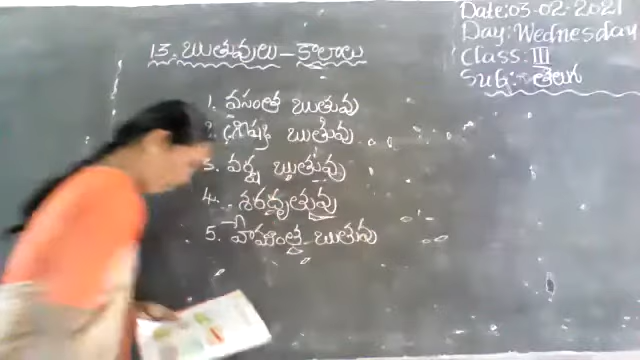 Date:03-02-2021
Day: Wednesday
Class: III
Sub: తెలుగు
13. ఋతువులు - కాలాలు
1. వసంత ఋతువు
2. గ్రీష్మ ఋతువు
3. వర్ష ఋతువు
4. శరదృతువు
5. హేమంత ఋతువు